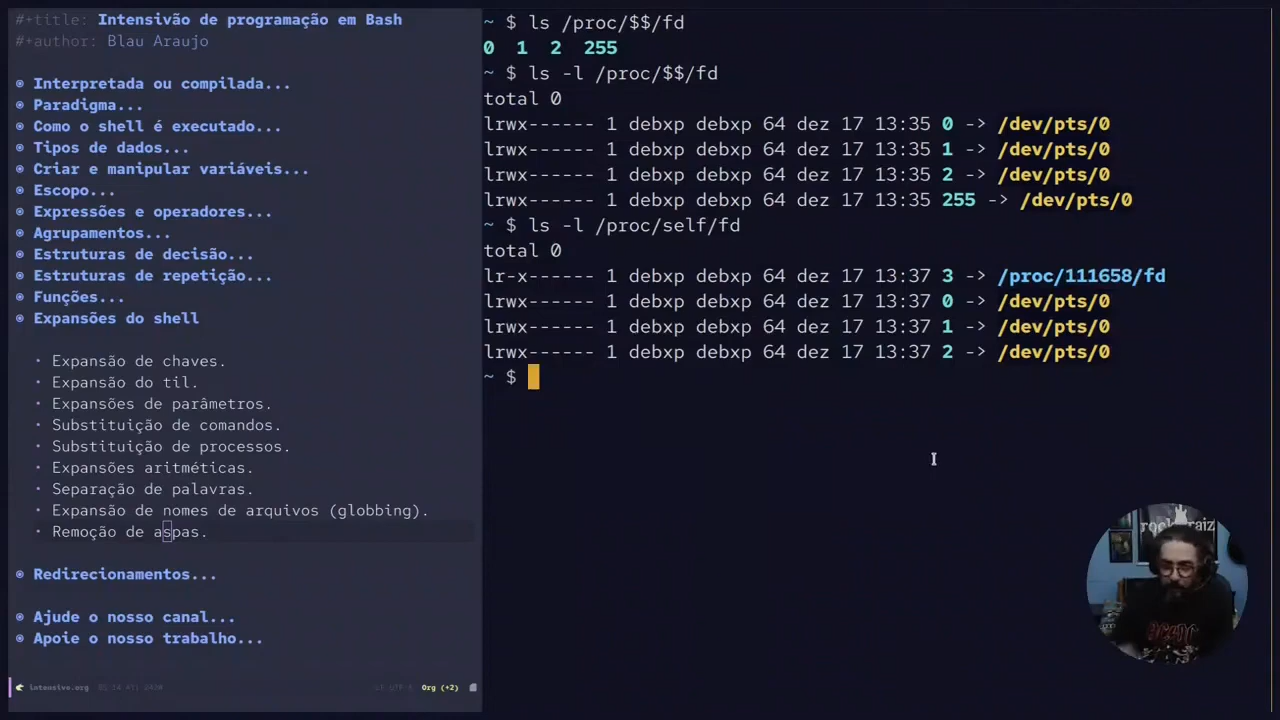 #+title: Intensivão de programação em Bash
#+author: Blau Araujo
Interpretada ou compilada...
Paradigma...
Como o shell é executado...
Tipos de dados...
Criar e manipular variáveis...
Escopo...
Expressões e operadores...
Agrupamentos...
Estruturas de decisão...
Estruturas de repetição...
Funções...
Expansões do shell
• Expansão de chaves.
• Expansão do til.
• Expansões de parâmetros.
• Substituição de comandos.
• Substituição de processos.
• Expansões aritméticas.
• Separação de palavras.
• Expansão de nomes de arquivos (globbing).
• Remoção de aspas.
Redirecionamentos...
Ajude o nosso canal...
Apoie o nosso trabalho...
intensivo.org
Org (+2)
~ $ ls /proc/$$/fd
0 1 2 255
~ $ ls -l /proc/$$/fd
total 0
lrwx------ 1 debxp debxp 64 dez 17 13:35 0 -> /dev/pts/0
lrwx------ 1 debxp debxp 64 dez 17 13:35 1 -> /dev/pts/0
lrwx------ 1 debxp debxp 64 dez 17 13:35 2 -> /dev/pts/0
lrwx------ 1 debxp debxp 64 dez 17 13:35 255 -> /dev/pts/0
~ $ ls -l /proc/self/fd
total 0
lr-x------ 1 debxp debxp 64 dez 17 13:37 3 -> /proc/111658/fd
lrwx------ 1 debxp debxp 64 dez 17 13:37 0 -> /dev/pts/0
lrwx------ 1 debxp debxp 64 dez 17 13:37 1 -> /dev/pts/0
lrwx------ 1 debxp debxp 64 dez 17 13:37 2 -> /dev/pts/0
~ $